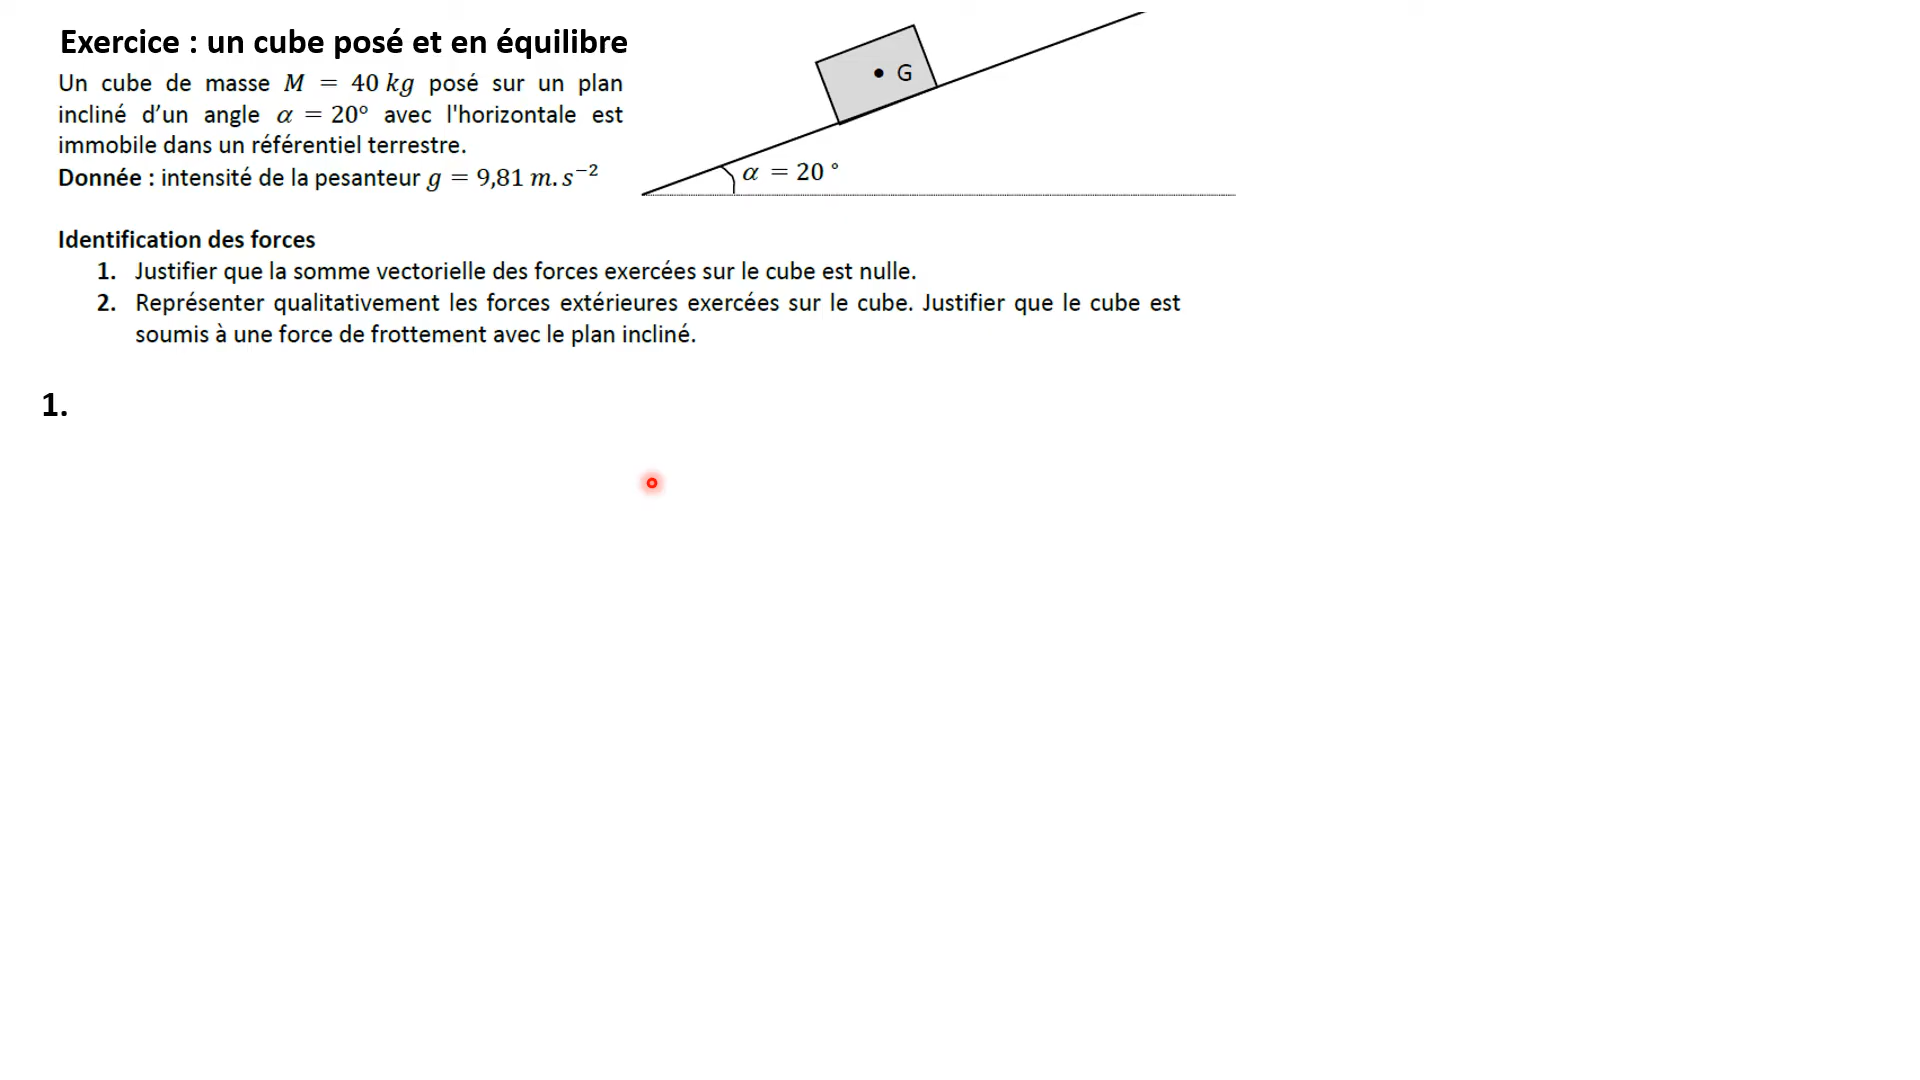 Exercice : un cube posé et en équilibre
Un cube de masse M = 40 kg posé sur un plan
incliné d’un angle α = 20° avec l'horizontale est
immobile dans un référentiel terrestre.
Donnée : intensité de la pesanteur g = 9,81 m.s⁻²
G
α = 20 °
Identification des forces
1. Justifier que la somme vectorielle des forces exercées sur le cube est nulle.
2. Représenter qualitativement les forces extérieures exercées sur le cube. Justifier que le cube est
soumis à une force de frottement avec le plan incliné.
1.